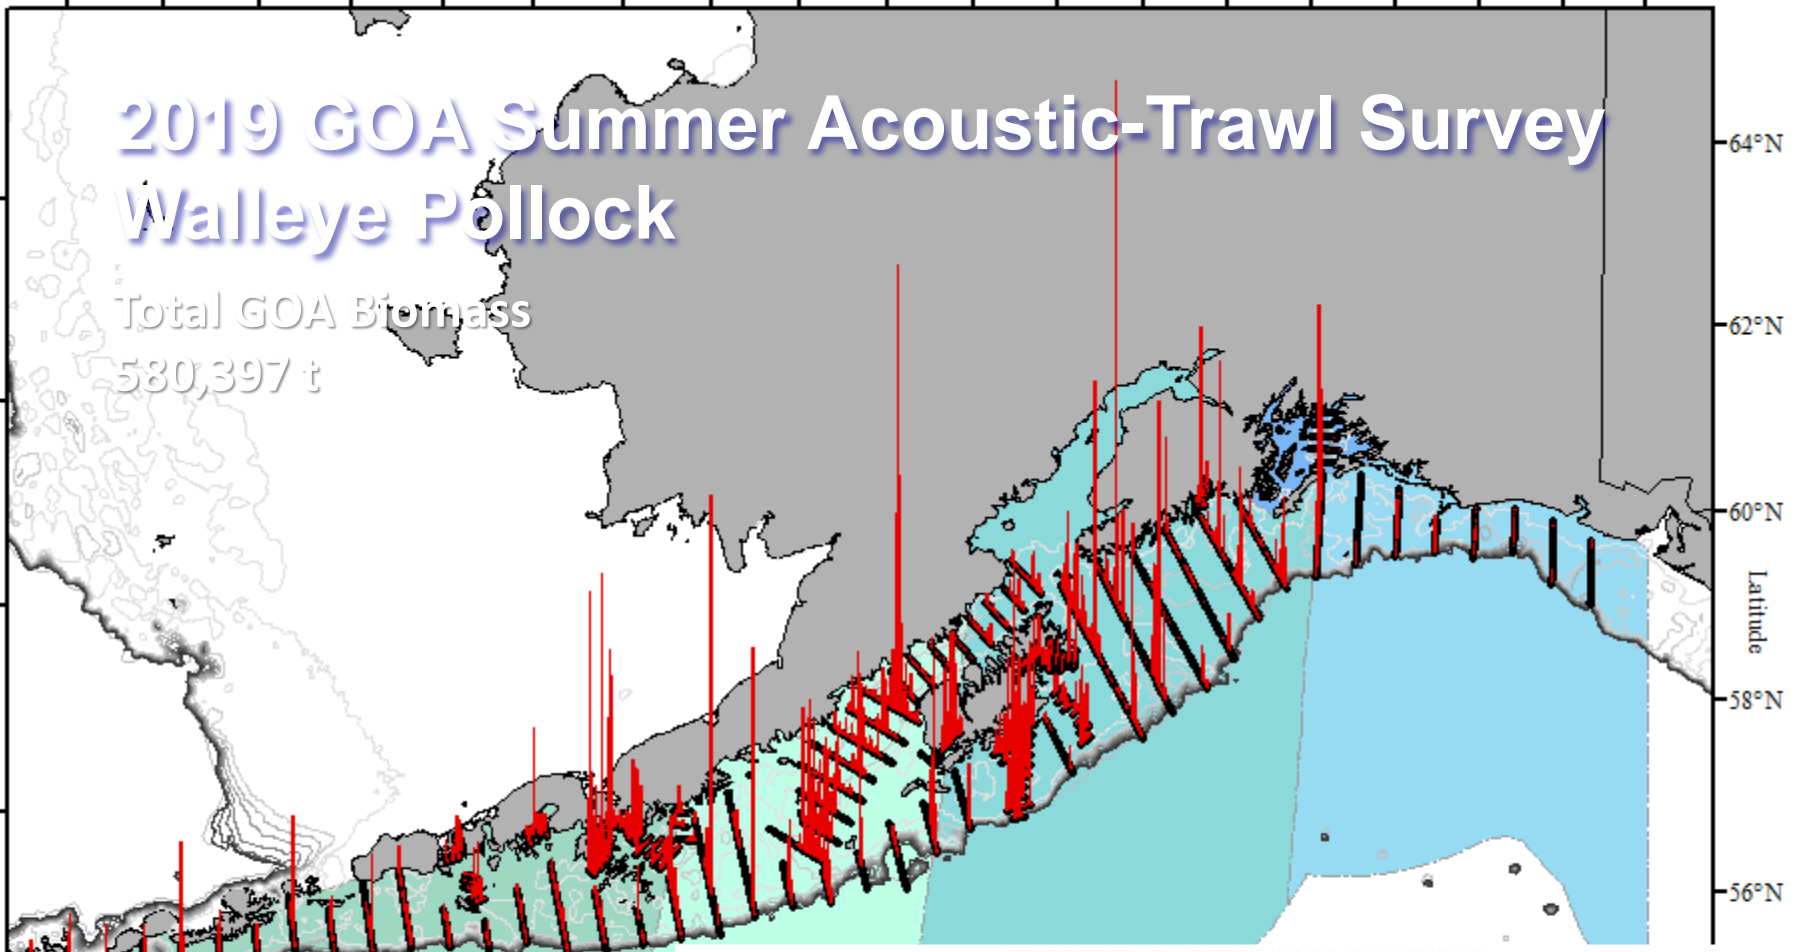 2019 GOA Summer Acoustic-Trawl Survey
Walleye Pollock
Total GOA Biomass
580,397 t
64°N
62°N
60°N
Latitude
58°N
56°N